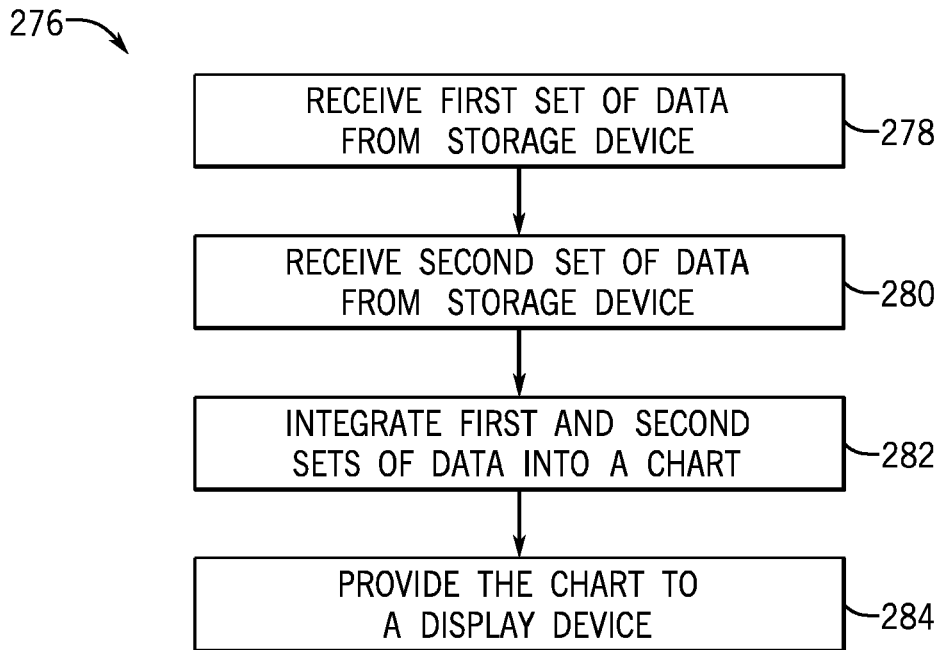 276
RECEIVE FIRST SET OF DATA
FROM STORAGE DEVICE
278
RECEIVE SECOND SET OF DATA
FROM STORAGE DEVICE
280
INTEGRATE FIRST AND SECOND
SETS OF DATA INTO A CHART
282
PROVIDE THE CHART TO
A DISPLAY DEVICE
284